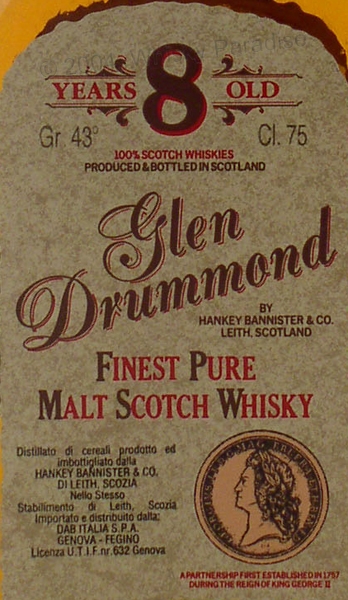 YEARS 8 OLD
Gr 43° Cl. 75
100% SCOTCH WHISKIES
PRODUCED & BOTTLED IN SCOTLAND
Glen
Drummond
BY
HANKEY BANNISTER & CO.
LEITH, SCOTLAND
FINEST PURE
MALT SCOTCH WHISKY
Distillato di cereali prodotto ed
imbottigliato dalla
HANKEY BANNISTER & CO.
DI LEITH, SCOZIA
Nello Stesso
Stabilimento di Leith, Scozia
Importato e distribuito dalla:
DAB ITALIA S.P.A.
GENOVA - FEGINO
Licenza U.T.I.F. nr. 632 Genova
A PARTNERSHIP FIRST ESTABLISHED IN 1757
DURING THE REIGN OF KING GEORGE II